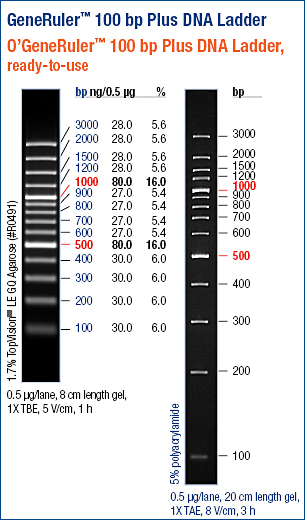 GeneRuler™ 100 bp Plus DNA Ladder
O’GeneRuler™ 100 bp Plus DNA Ladder,
ready-to-use
bp ng/0.5 µg %
3000 28.0 5.6
2000 28.0 5.6
1500 28.0 5.6
1200 28.0 5.6
1000 80.0 16.0
900 27.0 5.4
800 27.0 5.4
700 27.0 5.4
600 27.0 5.4
500 80.0 16.0
400 30.0 6.0
300 30.0 6.0
200 30.0 6.0
100 30.0 6.0
1.7% TopVision™ LE GQ Agarose (#R0491)
0.5 µg/lane, 8 cm length gel,
1X TBE, 5 V/cm, 1 h
bp
3000
2000
1500
1200
1000
900
800
700
600
500
400
300
200
100
5% polyacrylamide
0.5 µg/lane, 20 cm length gel,
1X TAE, 8 V/cm, 3 h